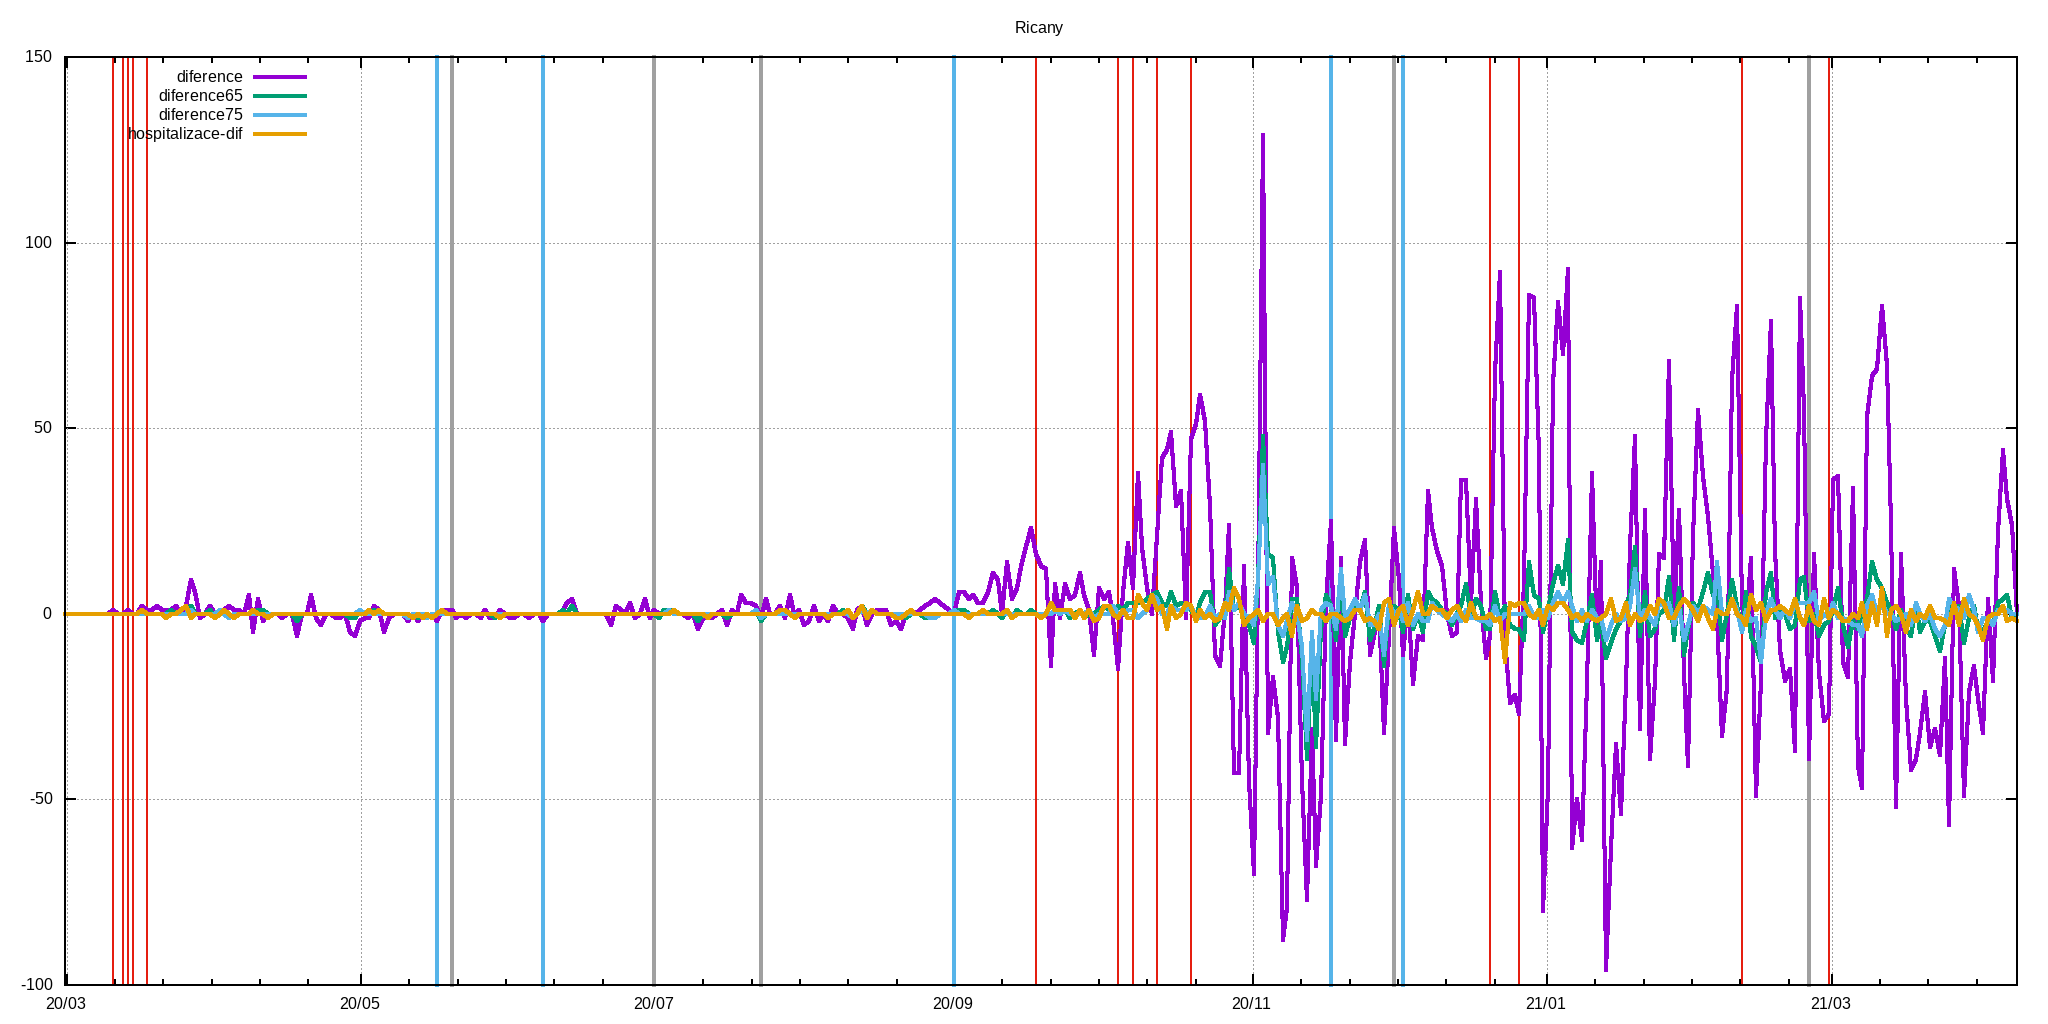 Ricany
150
diference
diference65
diference75
hospitalizace-dif
100
50
0
-50
-100
20/03 20/05 20/07 20/09 20/11 21/01 21/03